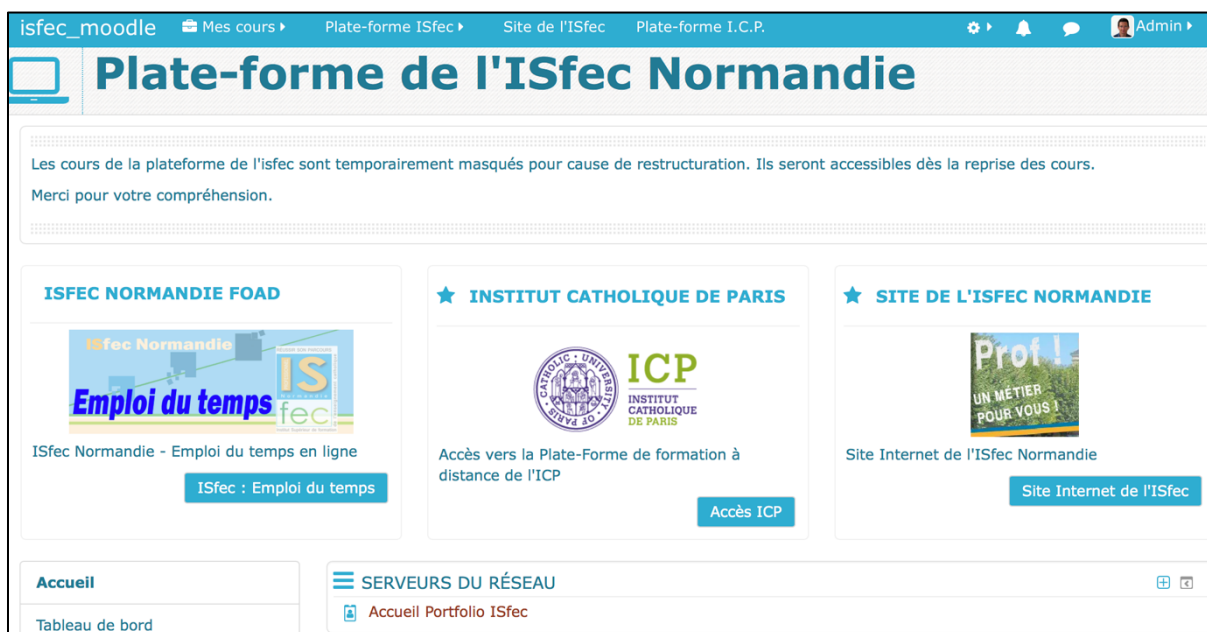 isfec_moodle Mes cours Plate-forme ISfec Site de l'ISfec Plate-forme I.C.P. Admin
Plate-forme de l'ISfec Normandie
Les cours de la plateforme de l'isfec sont temporairement masqués pour cause de restructuration. Ils seront accessibles dès la reprise des cours.
Merci pour votre compréhension.
ISFEC NORMANDIE FOAD
ISfec Normandie
Emploi du temps
IS
Normandie
fec
ISfec Normandie - Emploi du temps en ligne
ISfec : Emploi du temps
INSTITUT CATHOLIQUE DE PARIS
CATHOLIC UNIVERSITY OF PARIS
ICP
INSTITUT
CATHOLIQUE
DE PARIS
Accès vers la Plate-Forme de formation à
distance de l'ICP
Accès ICP
SITE DE L'ISFEC NORMANDIE
Prof !
UN MÉTIER
POUR VOUS !
Site Internet de l'ISfec Normandie
Site Internet de l'ISfec
Accueil
Tableau de bord
SERVEURS DU RÉSEAU
Accueil Portfolio ISfec